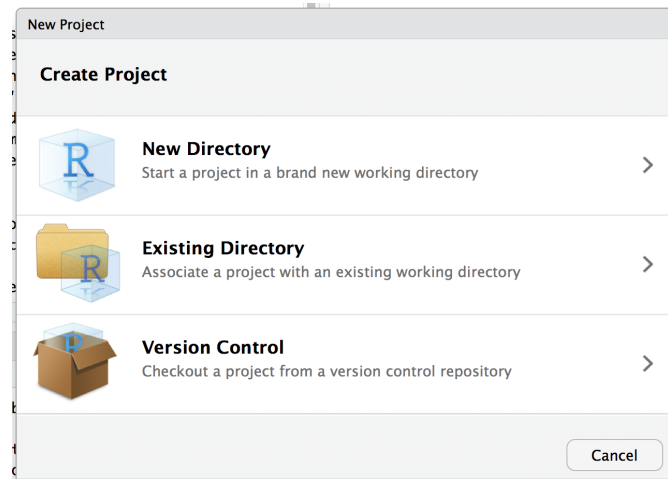 New Project
Create Project
New Directory
Start a project in a brand new working directory
Existing Directory
Associate a project with an existing working directory
Version Control
Checkout a project from a version control repository
Cancel